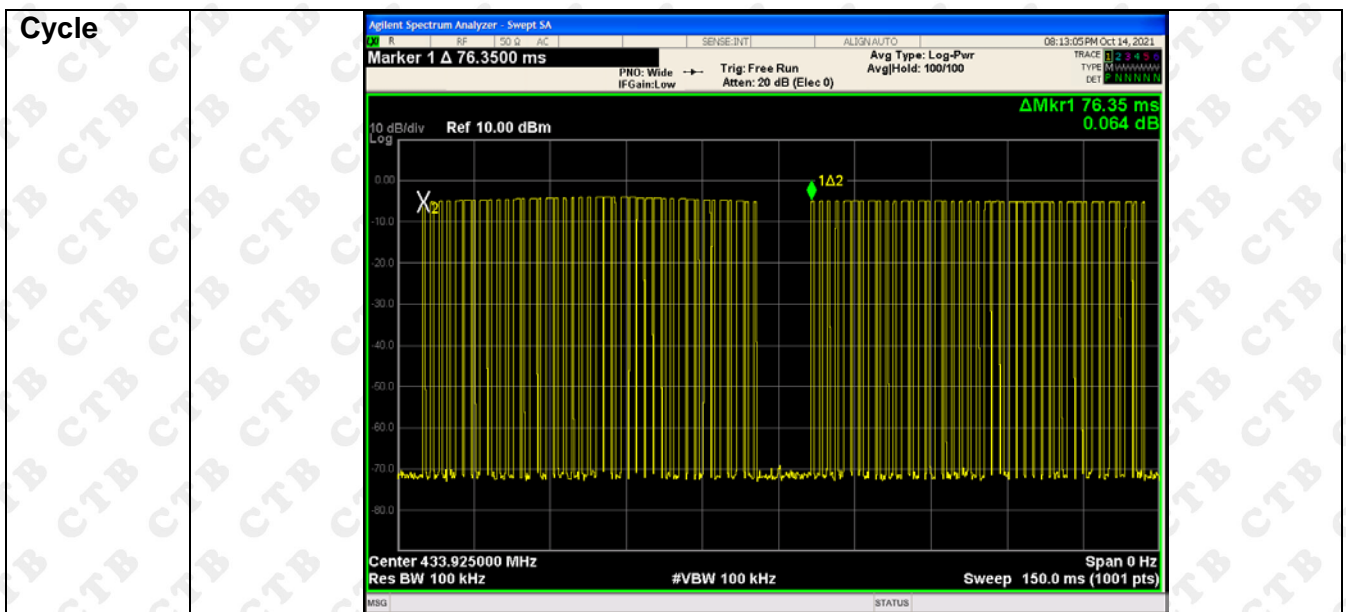 Cycle
Agilent Spectrum Analyzer - Swept SA
R RF 50 Ω AC SENSE:INT ALIGNAUTO 08:13:05 PM Oct 14, 2021
Marker 1 Δ 76.3500 ms
PNO: Wide
IFGain:Low
Trig: Free Run
Atten: 20 dB (Elec 0)
Avg Type: Log-Pwr
Avg|Hold: 100/100
TRACE 1 2 3 4 5 6
TYPE M
DET P N N N N N
ΔMkr1 76.35 ms
0.064 dB
10 dB/div Ref 10.00 dBm
Log
0.00
-10.0
-20.0
-30.0
-40.0
-50.0
-60.0
-70.0
-80.0
X2
1Δ2
Center 433.925000 MHz Span 0 Hz
Res BW 100 kHz #VBW 100 kHz Sweep 150.0 ms (1001 pts)
MSG STATUS
CTB